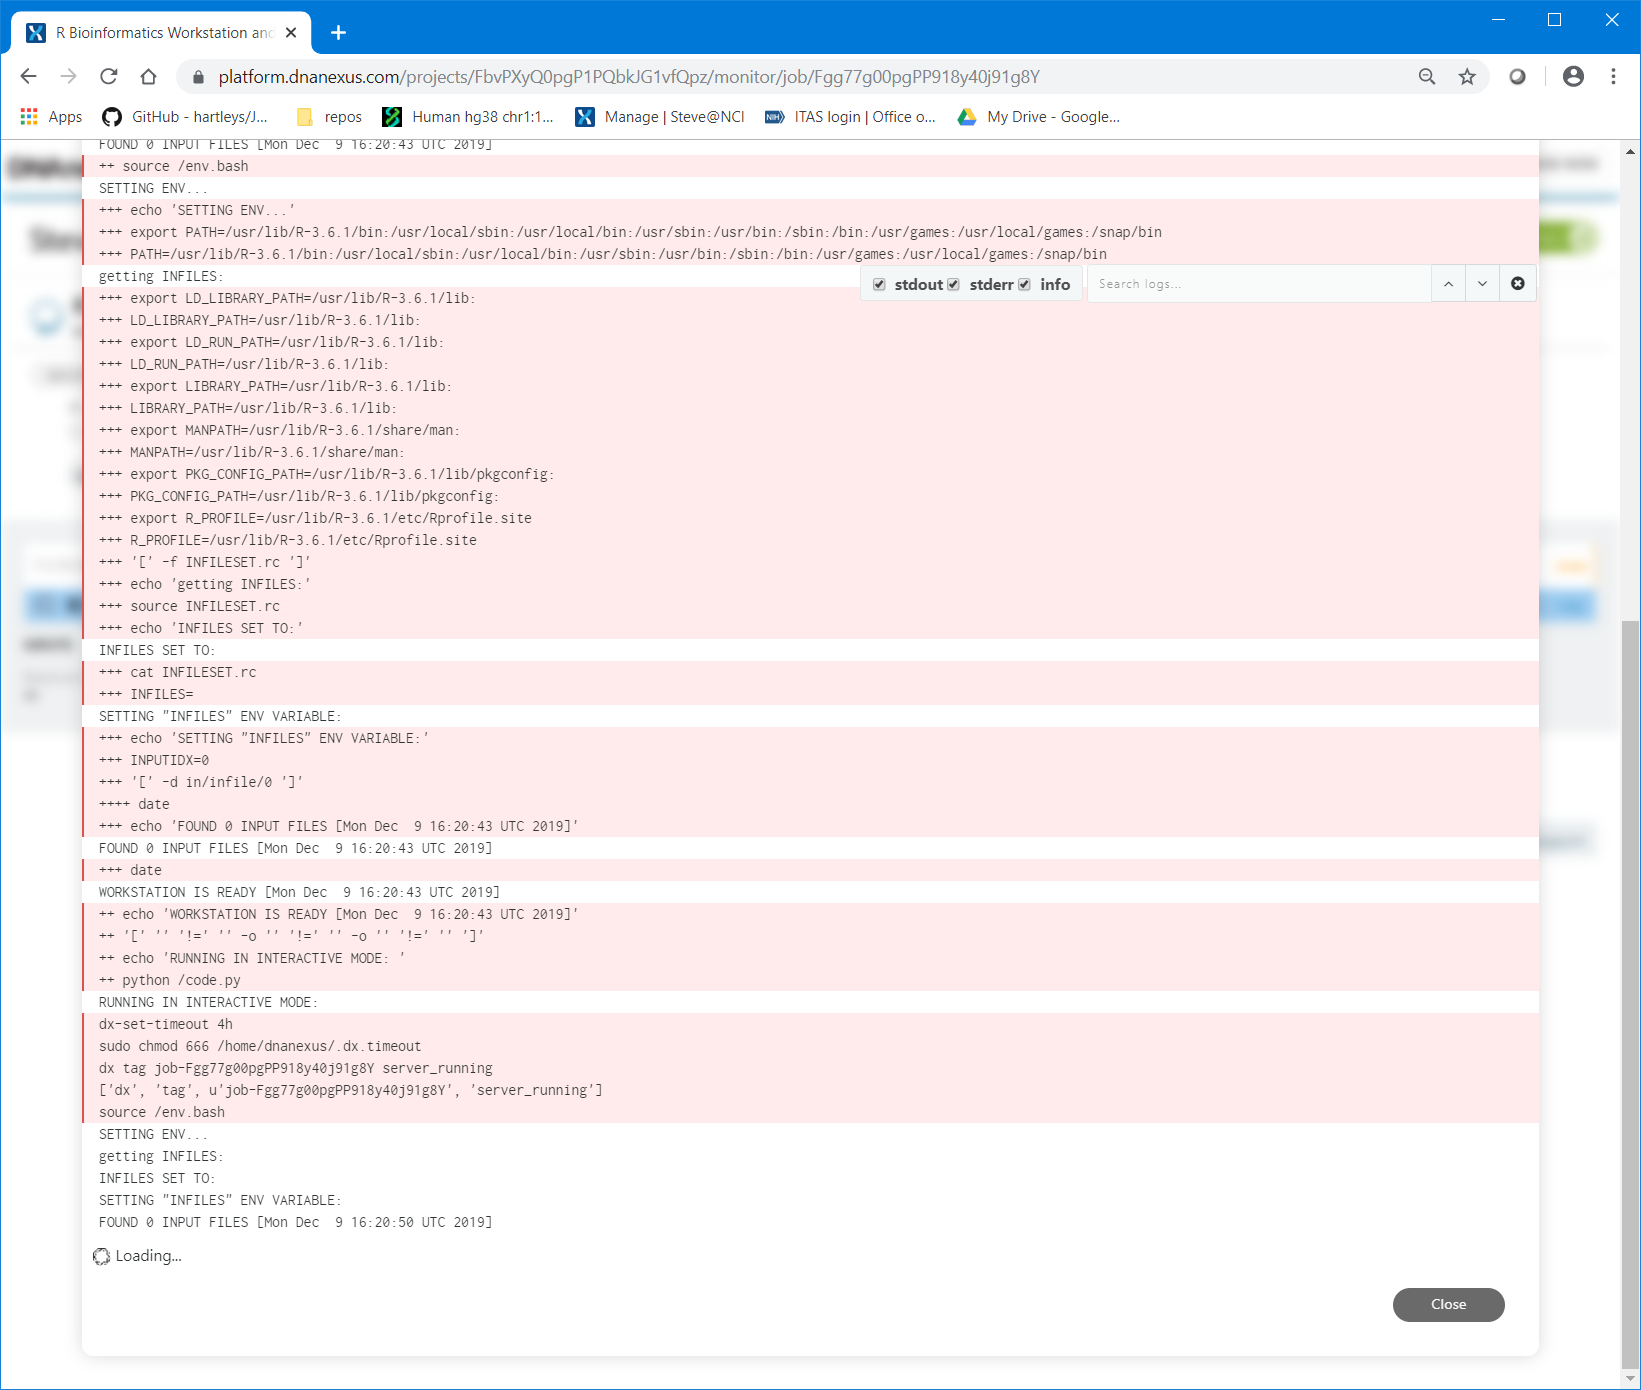 R Bioinformatics Workstation and
platform.dnanexus.com/projects/FbvPXyQ0pgP1PQbkJG1vfQpz/monitor/job/Fgg77g00pgPP918y40j91g8Y
Apps GitHub - hartleys/J... repos Human hg38 chr1:1... Manage | Steve@NCI ITAS login | Office o... My Drive - Google...
FOUND 0 INPUT FILES [Mon Dec  9 16:20:43 UTC 2019]
++ source /env.bash
SETTING ENV...
+++ echo 'SETTING ENV...'
+++ export PATH=/usr/lib/R-3.6.1/bin:/usr/local/sbin:/usr/local/bin:/usr/sbin:/usr/bin:/sbin:/bin:/usr/games:/usr/local/games:/snap/bin
+++ PATH=/usr/lib/R-3.6.1/bin:/usr/local/sbin:/usr/local/bin:/usr/sbin:/usr/bin:/sbin:/bin:/usr/games:/usr/local/games:/snap/bin
getting INFILES:
stdout stderr info Search logs...
+++ export LD_LIBRARY_PATH=/usr/lib/R-3.6.1/lib:
+++ LD_LIBRARY_PATH=/usr/lib/R-3.6.1/lib:
+++ export LD_RUN_PATH=/usr/lib/R-3.6.1/lib:
+++ LD_RUN_PATH=/usr/lib/R-3.6.1/lib:
+++ export LIBRARY_PATH=/usr/lib/R-3.6.1/lib:
+++ LIBRARY_PATH=/usr/lib/R-3.6.1/lib:
+++ export MANPATH=/usr/lib/R-3.6.1/share/man:
+++ MANPATH=/usr/lib/R-3.6.1/share/man:
+++ export PKG_CONFIG_PATH=/usr/lib/R-3.6.1/lib/pkgconfig:
+++ PKG_CONFIG_PATH=/usr/lib/R-3.6.1/lib/pkgconfig:
+++ export R_PROFILE=/usr/lib/R-3.6.1/etc/Rprofile.site
+++ R_PROFILE=/usr/lib/R-3.6.1/etc/Rprofile.site
+++ '[' -f INFILESET.rc ']'
+++ echo 'getting INFILES:'
+++ source INFILESET.rc
+++ echo 'INFILES SET TO:'
INFILES SET TO:
+++ cat INFILESET.rc
+++ INFILES=
SETTING "INFILES" ENV VARIABLE:
+++ echo 'SETTING "INFILES" ENV VARIABLE:'
+++ INPUTIDX=0
+++ '[' -d in/infile/0 ']'
++++ date
+++ echo 'FOUND 0 INPUT FILES [Mon Dec  9 16:20:43 UTC 2019]'
FOUND 0 INPUT FILES [Mon Dec  9 16:20:43 UTC 2019]
+++ date
WORKSTATION IS READY [Mon Dec  9 16:20:43 UTC 2019]
++ echo 'WORKSTATION IS READY [Mon Dec  9 16:20:43 UTC 2019]'
++ '[' '' '!=' '' -o '' '!=' '' -o '' '!=' '' ']'
++ echo 'RUNNING IN INTERACTIVE MODE: '
++ python /code.py
RUNNING IN INTERACTIVE MODE:
dx-set-timeout 4h
sudo chmod 666 /home/dnanexus/.dx.timeout
dx tag job-Fgg77g00pgPP918y40j91g8Y server_running
['dx', 'tag', u'job-Fgg77g00pgPP918y40j91g8Y', 'server_running']
source /env.bash
SETTING ENV...
getting INFILES:
INFILES SET TO:
SETTING "INFILES" ENV VARIABLE:
FOUND 0 INPUT FILES [Mon Dec  9 16:20:50 UTC 2019]
Loading...
Close